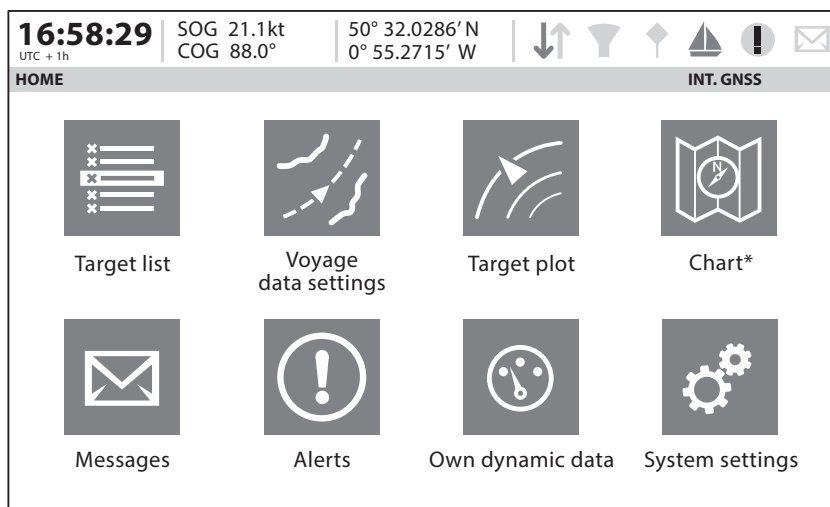 16:58:29
UTC + 1h
SOG 21.1kt
COG 88.0°
50° 32.0286′ N
0° 55.2715′ W
HOME
INT. GNSS
Target list
Voyage
data settings
Target plot
N
Chart*
Messages
Alerts
Own dynamic data
System settings